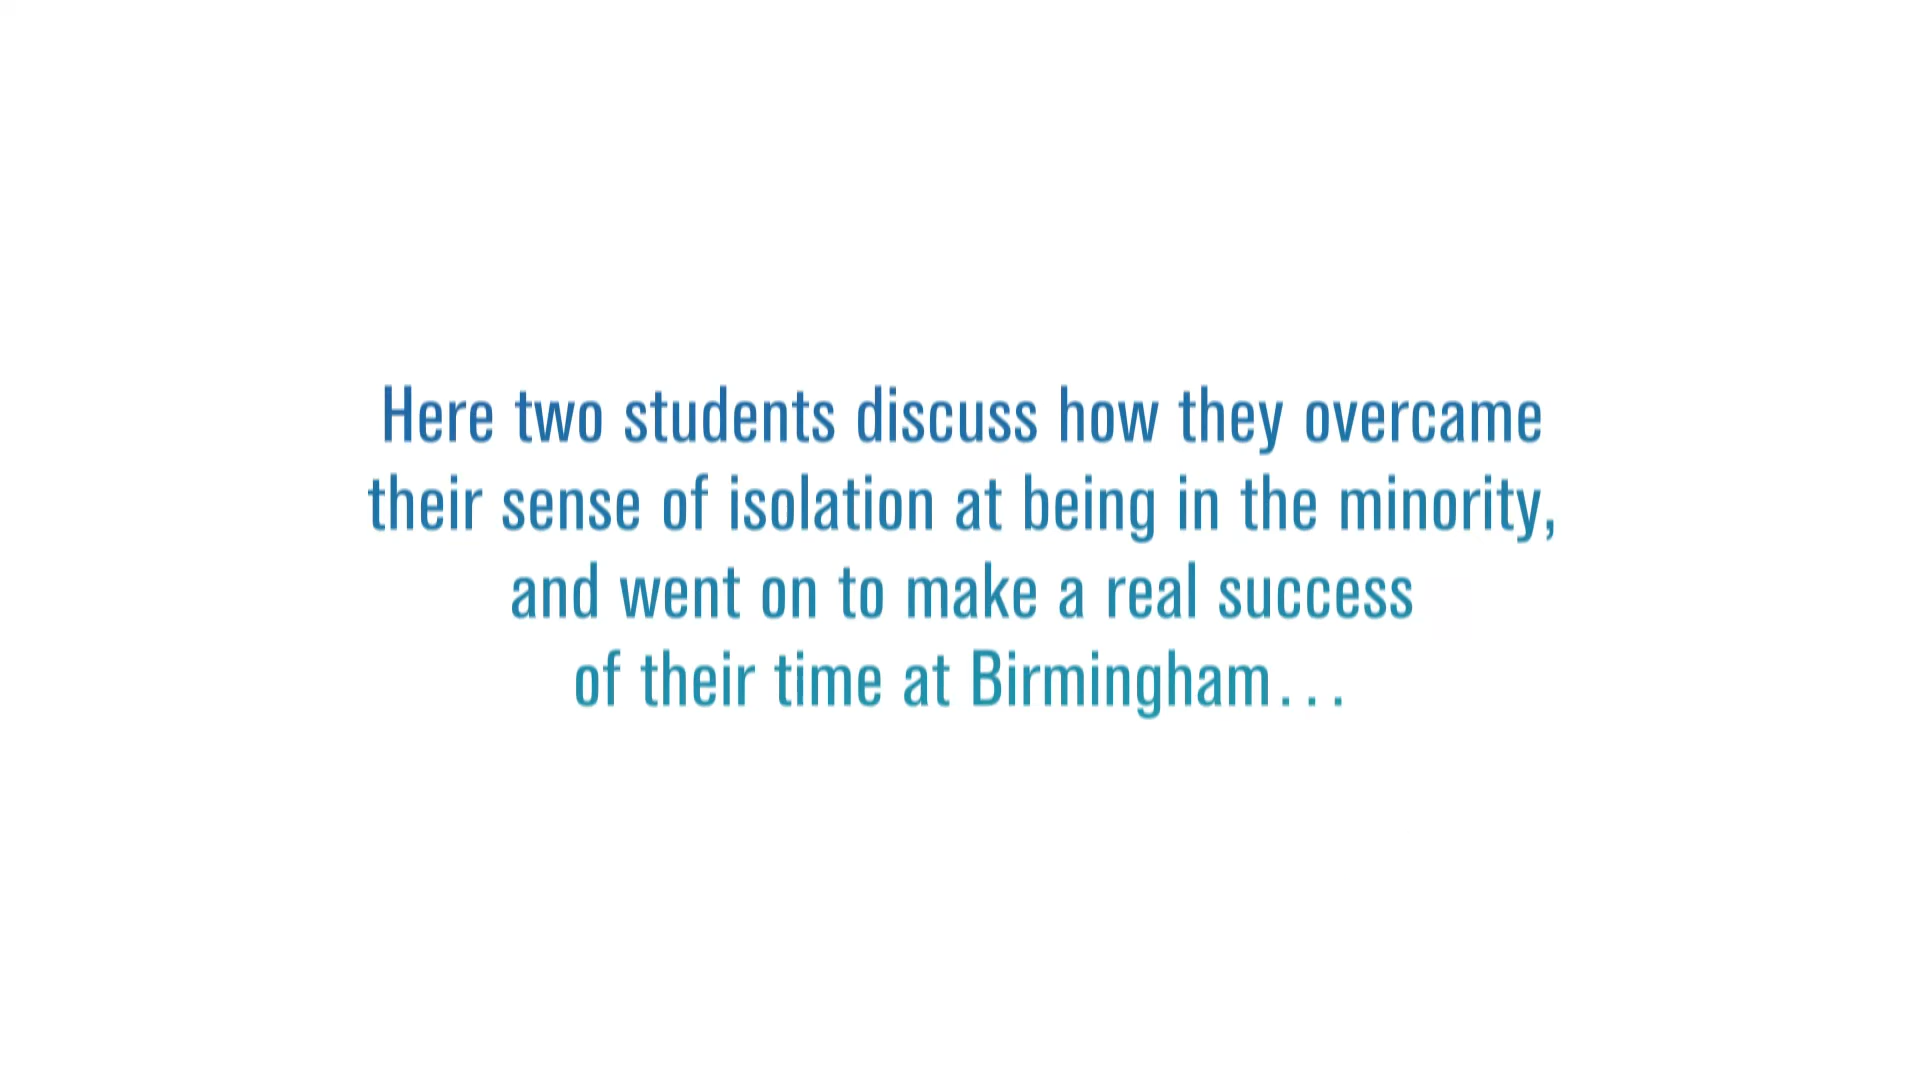 Here two students discuss how they overcame
their sense of isolation at being in the minority,
and went on to make a real success
of their time at Birmingham...